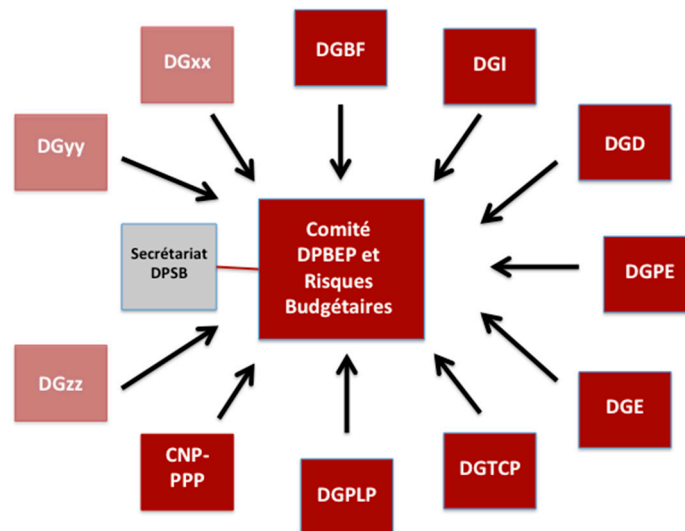 DGxx
DGBF
DGI
DGyy
DGD
Secrétariat
DPSB
Comité
DPBEP et
Risques
Budgétaires
DGPE
DGzz
DGE
CNP-
PPP
DGPLP
DGTCP